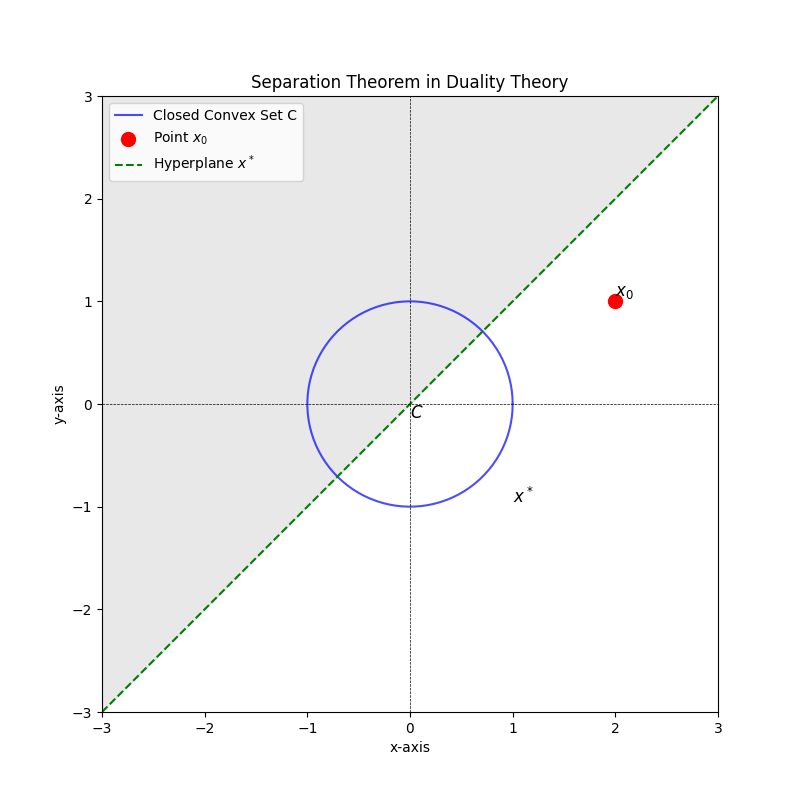 Separation Theorem in Duality Theory
3
2
1
0
−1
−2
−3
y-axis
Closed Convex Set C
Point x₀
Hyperplane x*
x₀
C
x*
−3
−2
−1
0
1
2
3
x-axis